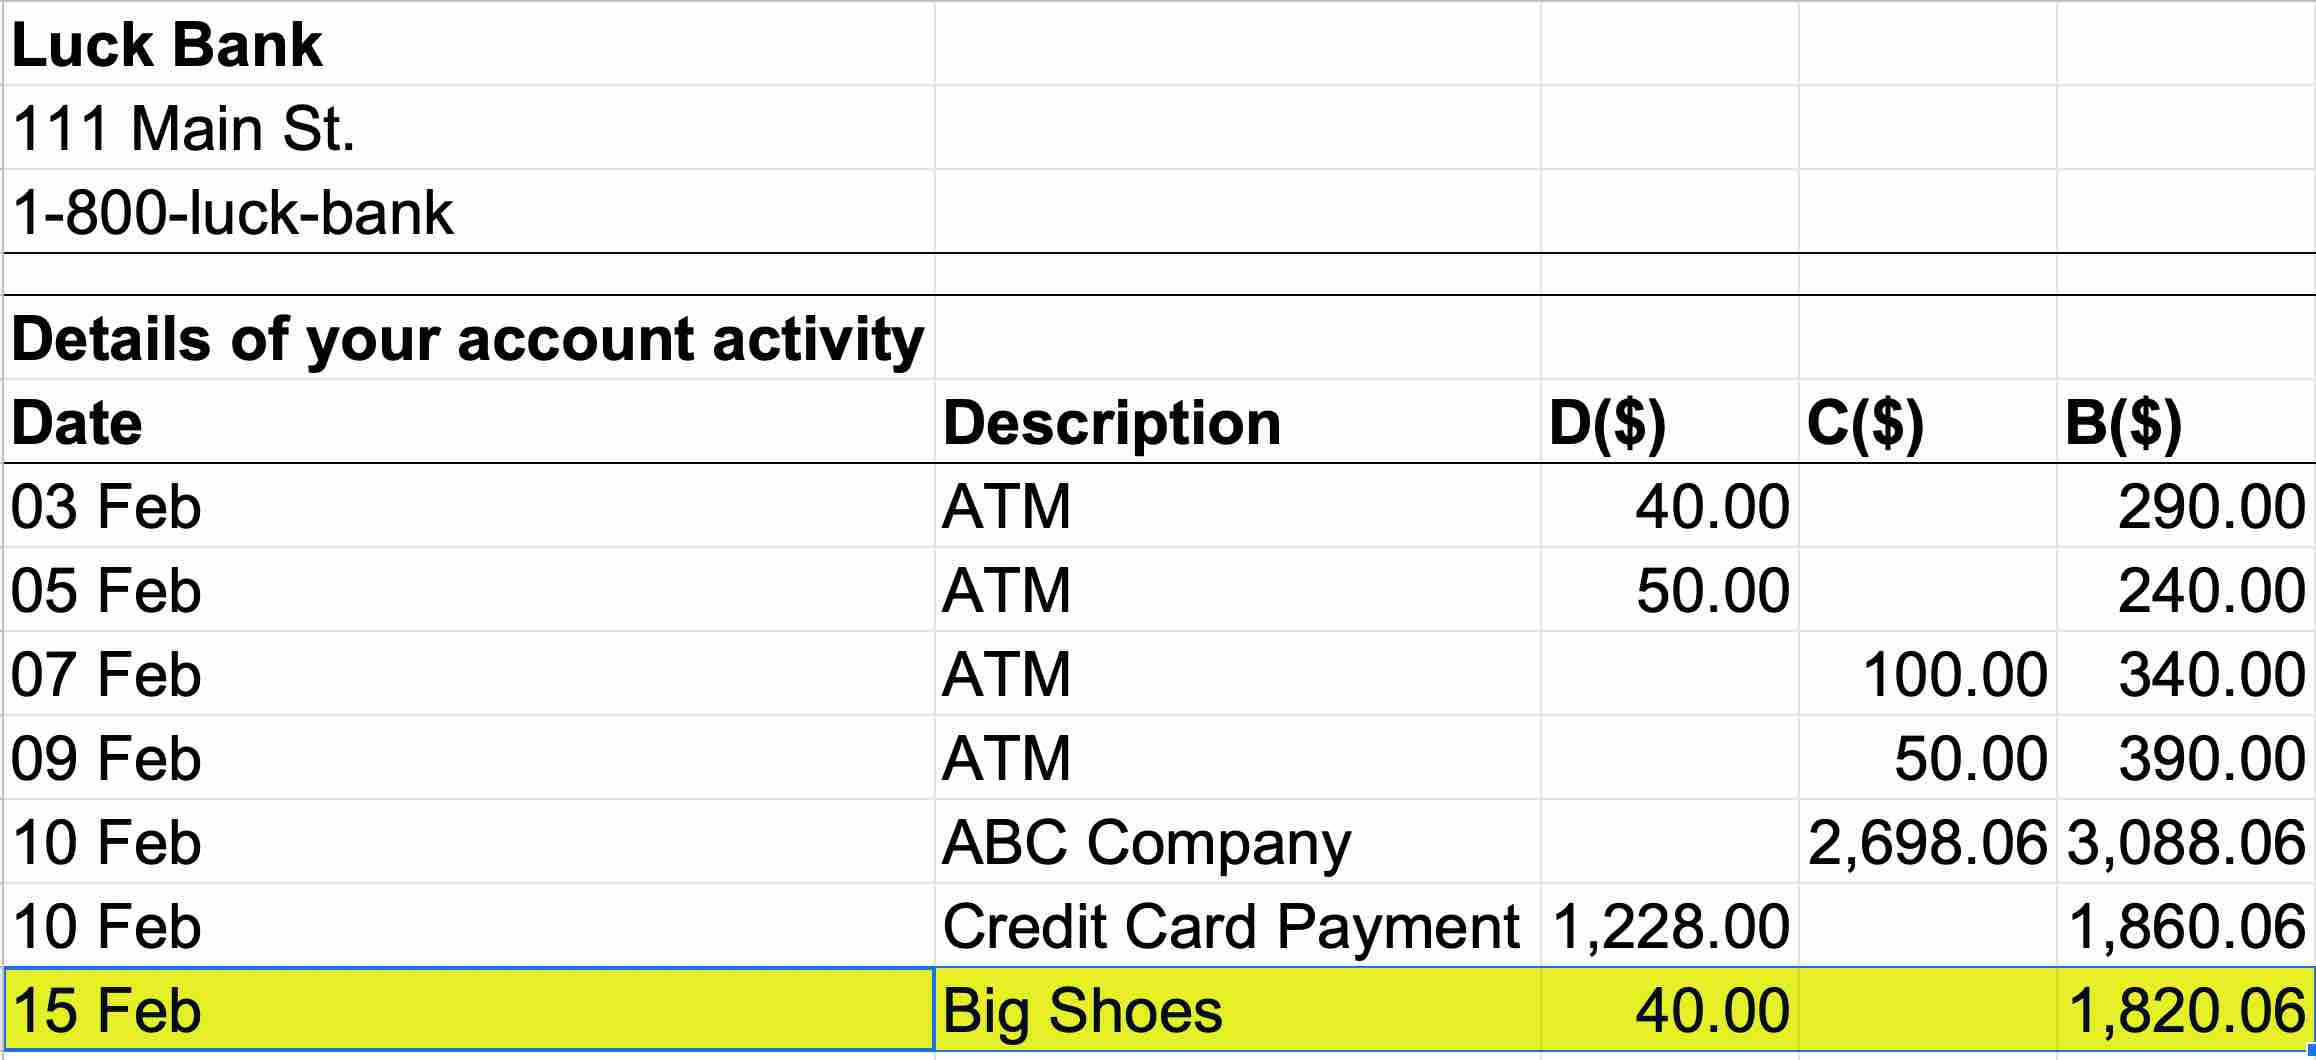 Luck Bank
111 Main St.
1-800-luck-bank
Details of your account activity
Date Description D($) C($) B($)
03 Feb ATM 40.00 290.00
05 Feb ATM 50.00 240.00
07 Feb ATM 100.00 340.00
09 Feb ATM 50.00 390.00
10 Feb ABC Company 2,698.06 3,088.06
10 Feb Credit Card Payment 1,228.00 1,860.06
15 Feb Big Shoes 40.00 1,820.06